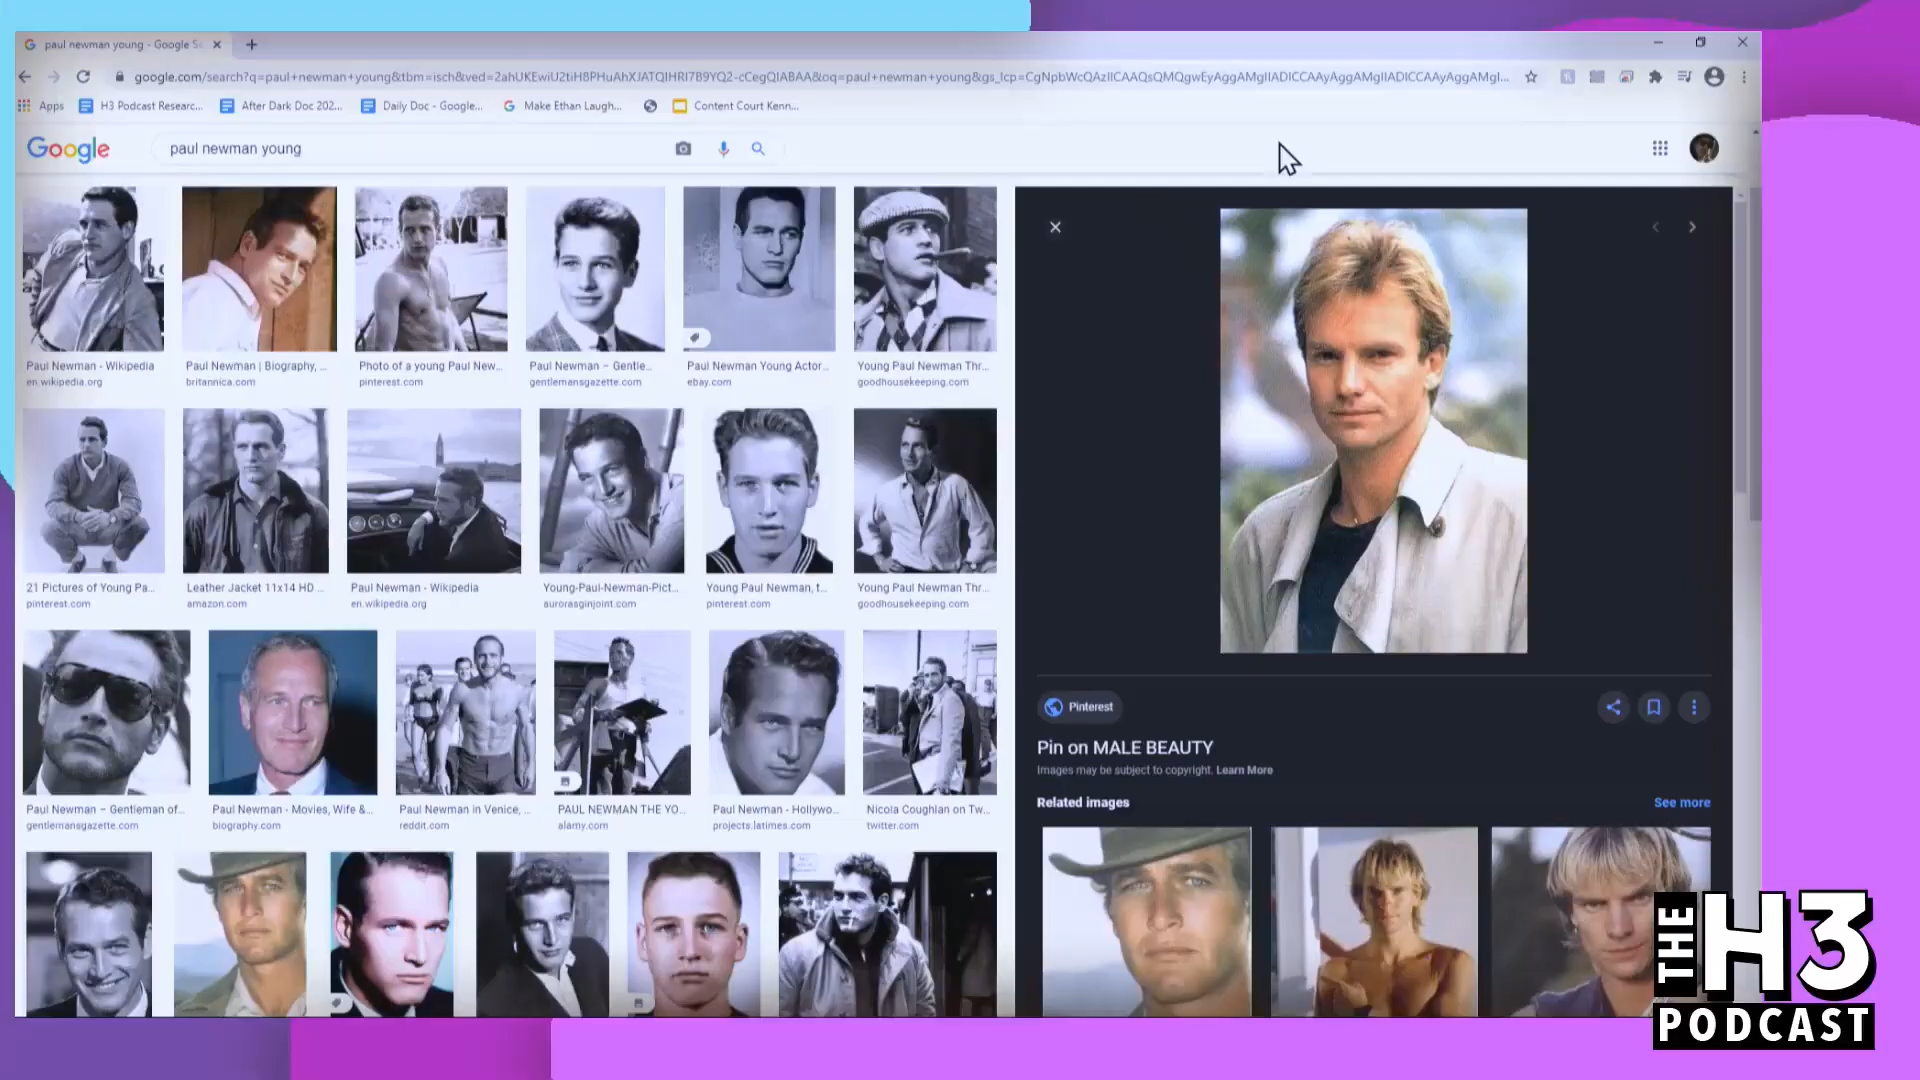 paul newman young - Google Se
google.com/search?q=paul+newman+young&tbm=isch&ved=2ahUKEwiU2tiH8PHuAhXJATQIHRI7B9YQ2-cCegQIABAA&oq=paul+newman+young&gs_lcp=CgNpbWcQAzIICAAQsQMQgwEyAggAMgIIADICCAAyAggAMgIIADICCAAyAggAMgI...
Apps H3 Podcast Researc... After Dark Doc 202... Daily Doc - Google... Make Ethan Laugh... Content Court Kenn...
Google paul newman young
Paul Newman - Wikipedia
en.wikipedia.org
Paul Newman | Biography, ...
britannica.com
Photo of a young Paul New...
pinterest.com
Paul Newman – Gentle...
gentlemansgazette.com
Paul Newman Young Actor...
ebay.com
Young Paul Newman Thr...
goodhousekeeping.com
21 Pictures of Young Pa...
pinterest.com
Leather Jacket 11x14 HD ...
amazon.com
Paul Newman - Wikipedia
en.wikipedia.org
Young-Paul-Newman-Pict...
aurorasginjoint.com
Young Paul Newman, t...
pinterest.com
Young Paul Newman Thr...
goodhousekeeping.com
Paul Newman – Gentleman of...
gentlemansgazette.com
Paul Newman - Movies, Wife &...
biography.com
Paul Newman in Venice, ...
reddit.com
PAUL NEWMAN THE YO...
alamy.com
Paul Newman - Hollywo...
projects.latimes.com
Nicola Coughlan on Tw...
twitter.com
Pinterest
Pin on MALE BEAUTY
Images may be subject to copyright. Learn More
Related images See more
THE H3
PODCAST